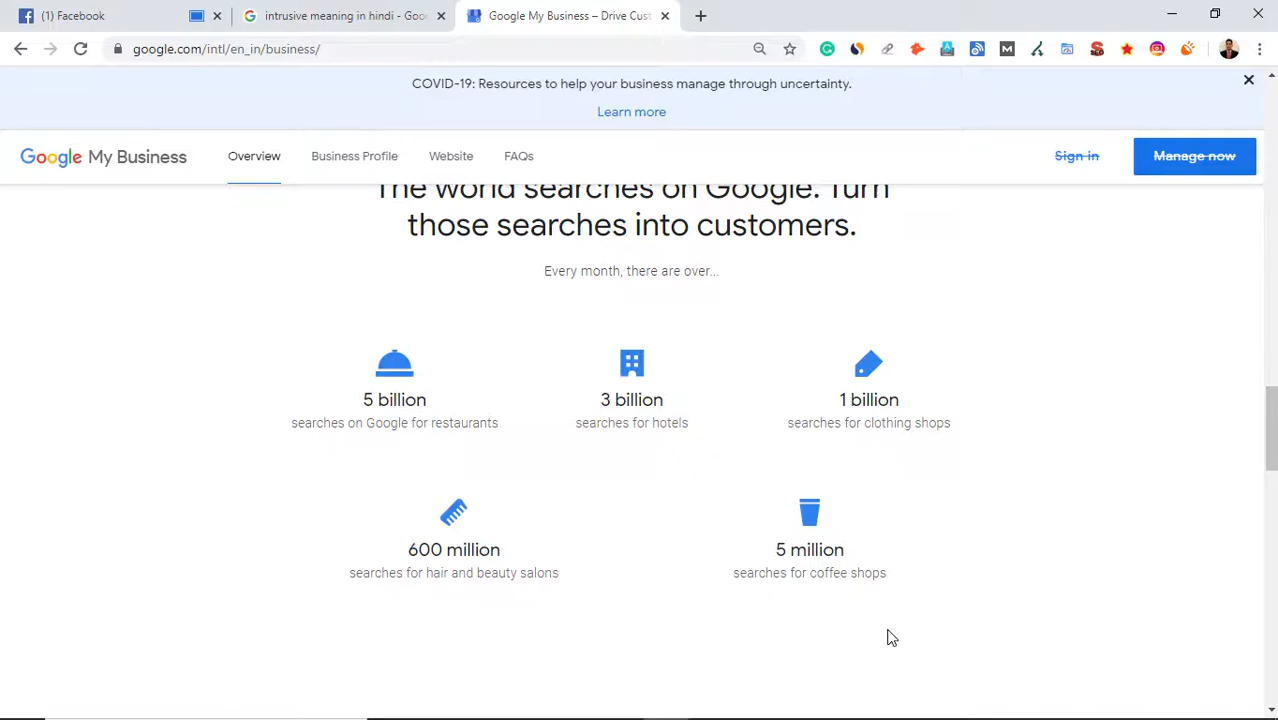 (1) Facebook
intrusive meaning in hindi - Goo
Google My Business – Drive Cust
google.com/intl/en_in/business/
COVID-19: Resources to help your business manage through uncertainty.
Learn more
Google My Business
Overview
Business Profile
Website
FAQs
Sign in
Manage now
The world searches on Google. Turn
those searches into customers.
Every month, there are over...
5 billion
searches on Google for restaurants
3 billion
searches for hotels
1 billion
searches for clothing shops
600 million
searches for hair and beauty salons
5 million
searches for coffee shops